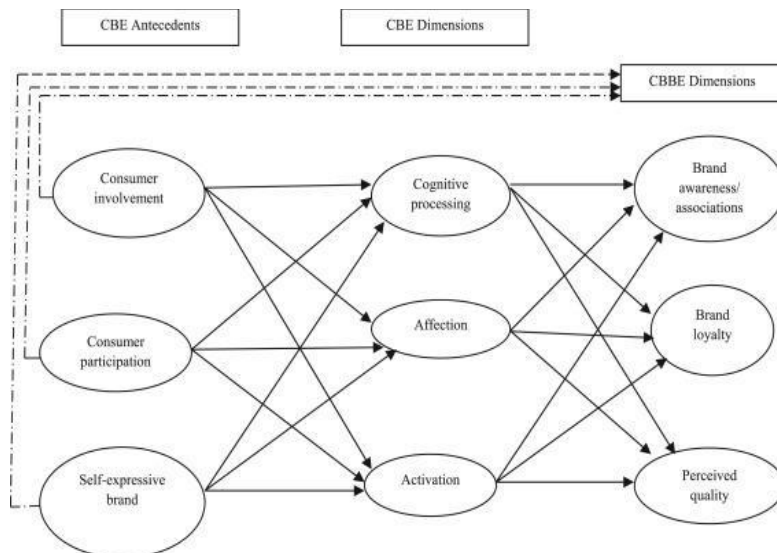 CBE Antecedents
CBE Dimensions
CBBE Dimensions
Consumer
involvement
Cognitive
processing
Brand
awareness/
associations
Consumer
participation
Affection
Brand
loyalty
Self-expressive
brand
Activation
Perceived
quality